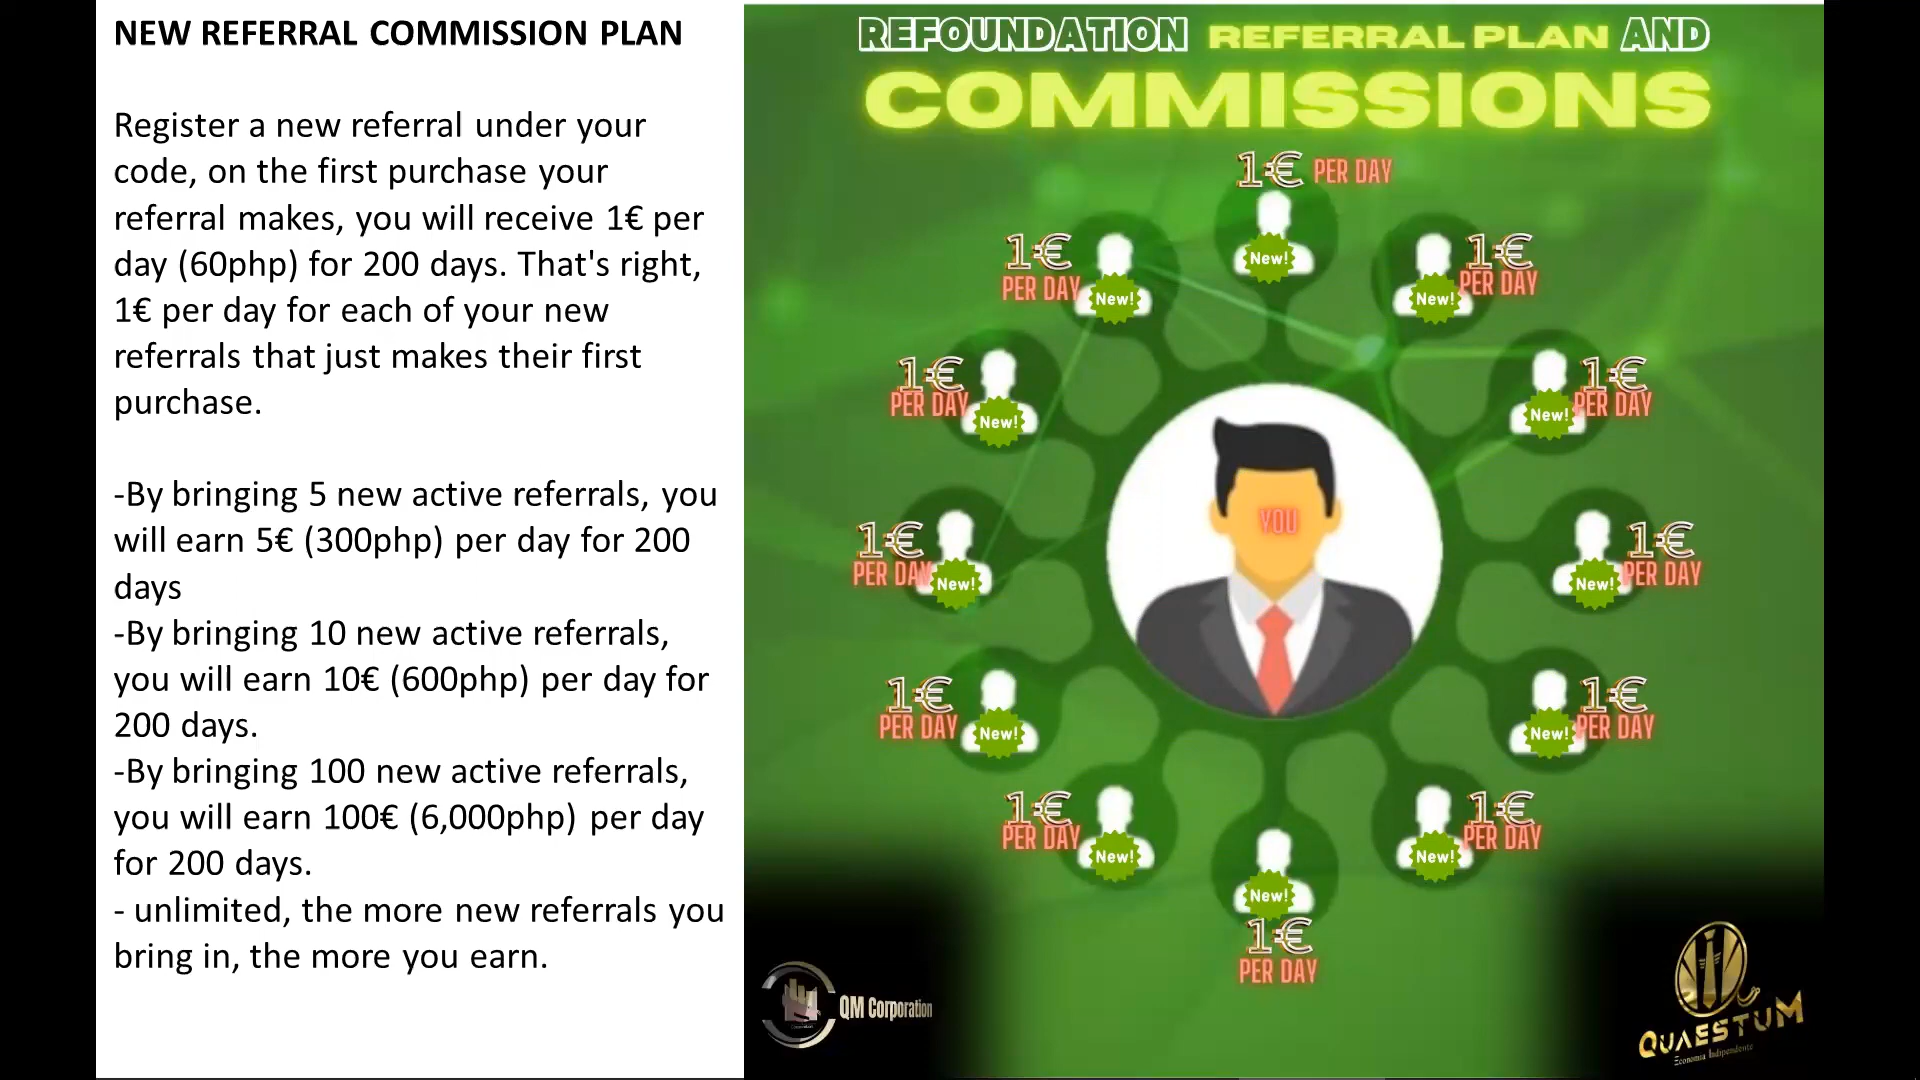 NEW REFERRAL COMMISSION PLAN
Register a new referral under your
code, on the first purchase your
referral makes, you will receive 1€ per
day (60php) for 200 days. That's right,
1€ per day for each of your new
referrals that just makes their first
purchase.
-By bringing 5 new active referrals, you
will earn 5€ (300php) per day for 200
days
-By bringing 10 new active referrals,
you will earn 10€ (600php) per day for
200 days.
-By bringing 100 new active referrals,
you will earn 100€ (6,000php) per day
for 200 days.
- unlimited, the more new referrals you
bring in, the more you earn.
REFOUNDATION REFERRAL PLAN AND
COMMISSIONS
1€ PER DAY
New!
1€
PER DAY
New!
1€
PER DAY
New!
1€
PER DAY
New!
1€
PER DAY
New!
1€
PER DAY
New!
YOU
1€
PER DAY
New!
1€
PER DAY
New!
1€
PER DAY
New!
1€
PER DAY
New!
1€
PER DAY
New!
New!
1€
PER DAY
QM Corporation
QUAESTUM
Economia Indipendente